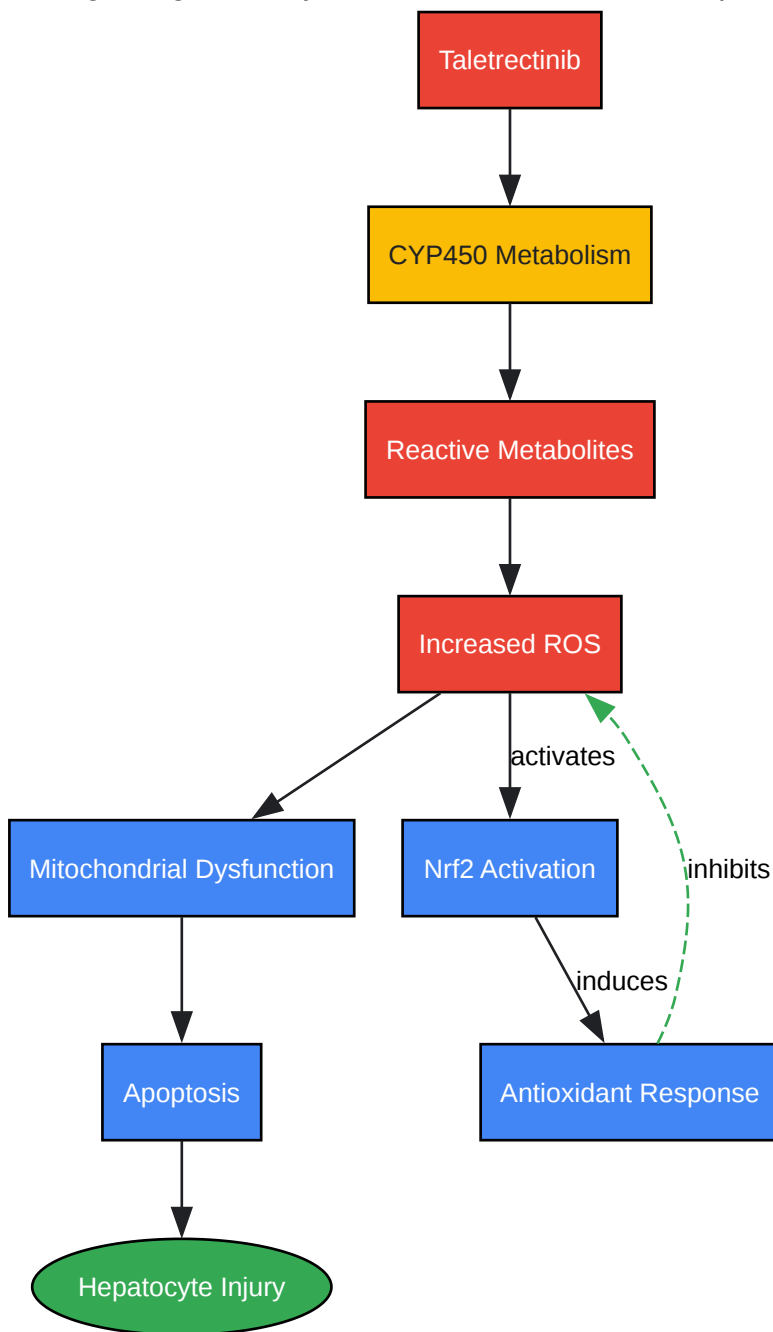 Taletrectinib
CYP450 Metabolism
Reactive Metabolites
Increased ROS
activates
Mitochondrial Dysfunction
Nrf2 Activation
inhibits
induces
Apoptosis
Antioxidant Response
Hepatocyte Injury